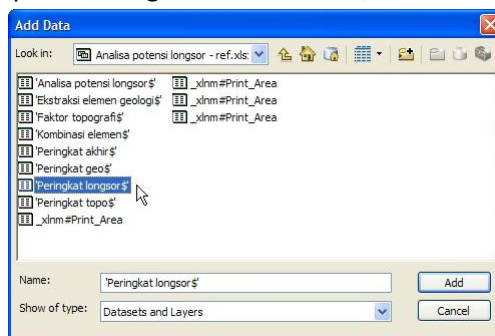 Add Data
Look in: Analisa potensi longsor - ref.xls
'Analisa potensi longsor$' _xlnm#Print_Area
'Ekstraksi elemen geologi$' _xlnm#Print_Area
'Faktor topografi$' _xlnm#Print_Area
'Kombinasi elemen$'
'Peringkat akhir$'
'Peringkat geo$'
'Peringkat longsor$'
'Peringkat topo$'
_xlnm#Print_Area
Name: 'Peringkat longsor$' Add
Show of type: Datasets and Layers Cancel